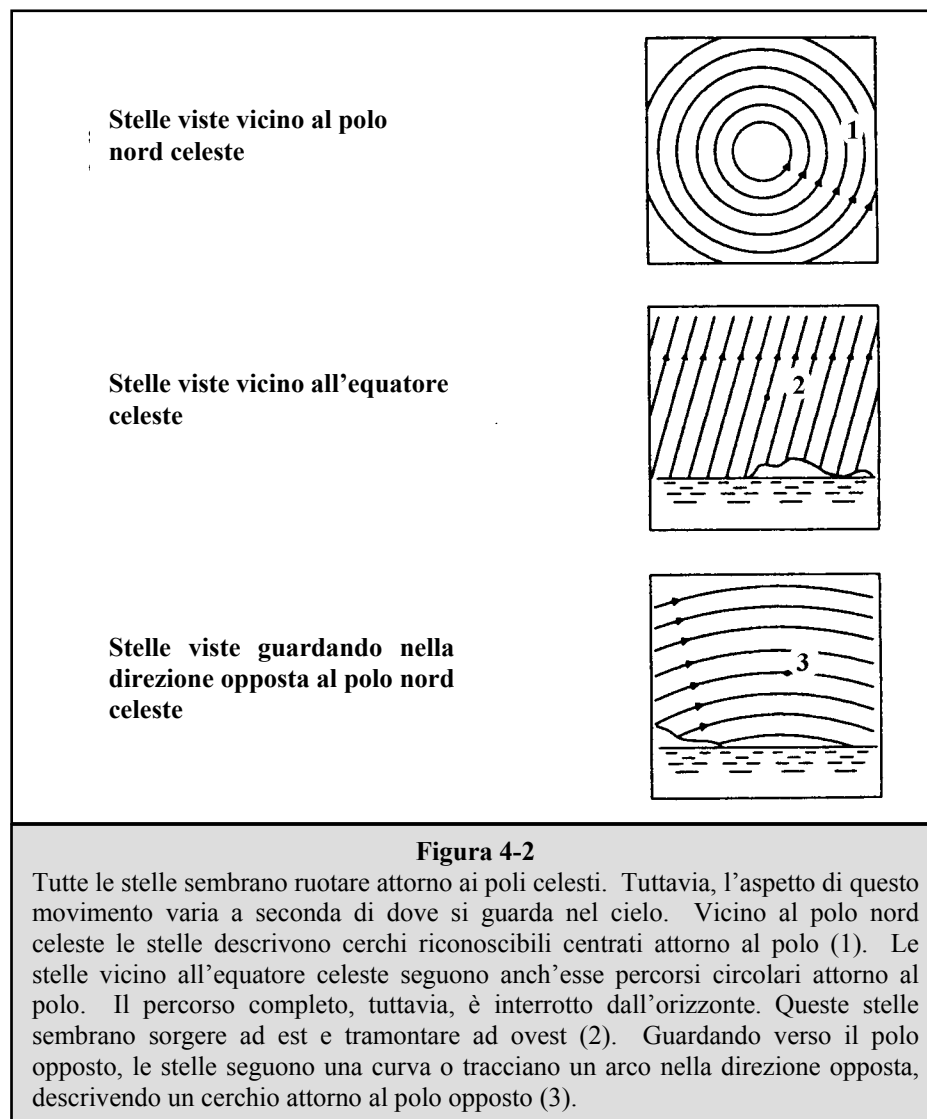 Stelle viste vicino al polo
nord celeste
1
Stelle viste vicino all'equatore
celeste
2
Stelle viste guardando nella
direzione opposta al polo nord
celeste
3
Figura 4-2
Tutte le stelle sembrano ruotare attorno ai poli celesti. Tuttavia, l'aspetto di questo
movimento varia a seconda di dove si guarda nel cielo. Vicino al polo nord
celeste le stelle descrivono cerchi riconoscibili centrati attorno al polo (1). Le
stelle vicino all'equatore celeste seguono anch'esse percorsi circolari attorno al
polo. Il percorso completo, tuttavia, è interrotto dall'orizzonte. Queste stelle
sembrano sorgere ad est e tramontare ad ovest (2). Guardando verso il polo
opposto, le stelle seguono una curva o tracciano un arco nella direzione opposta,
descrivendo un cerchio attorno al polo opposto (3).